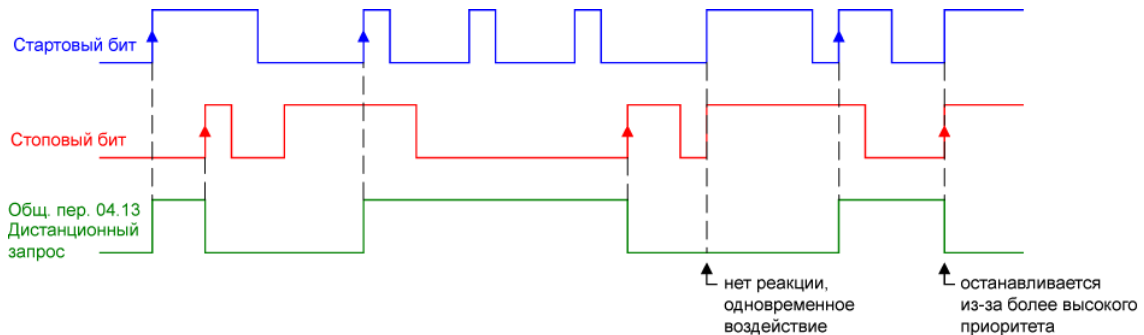 Стартовый бит
Стоповый бит
Общ. пер. 04.13
Дистанционный
запрос
нет реакции,
одновременное
воздействие
останавливается
из-за более высокого
приоритета